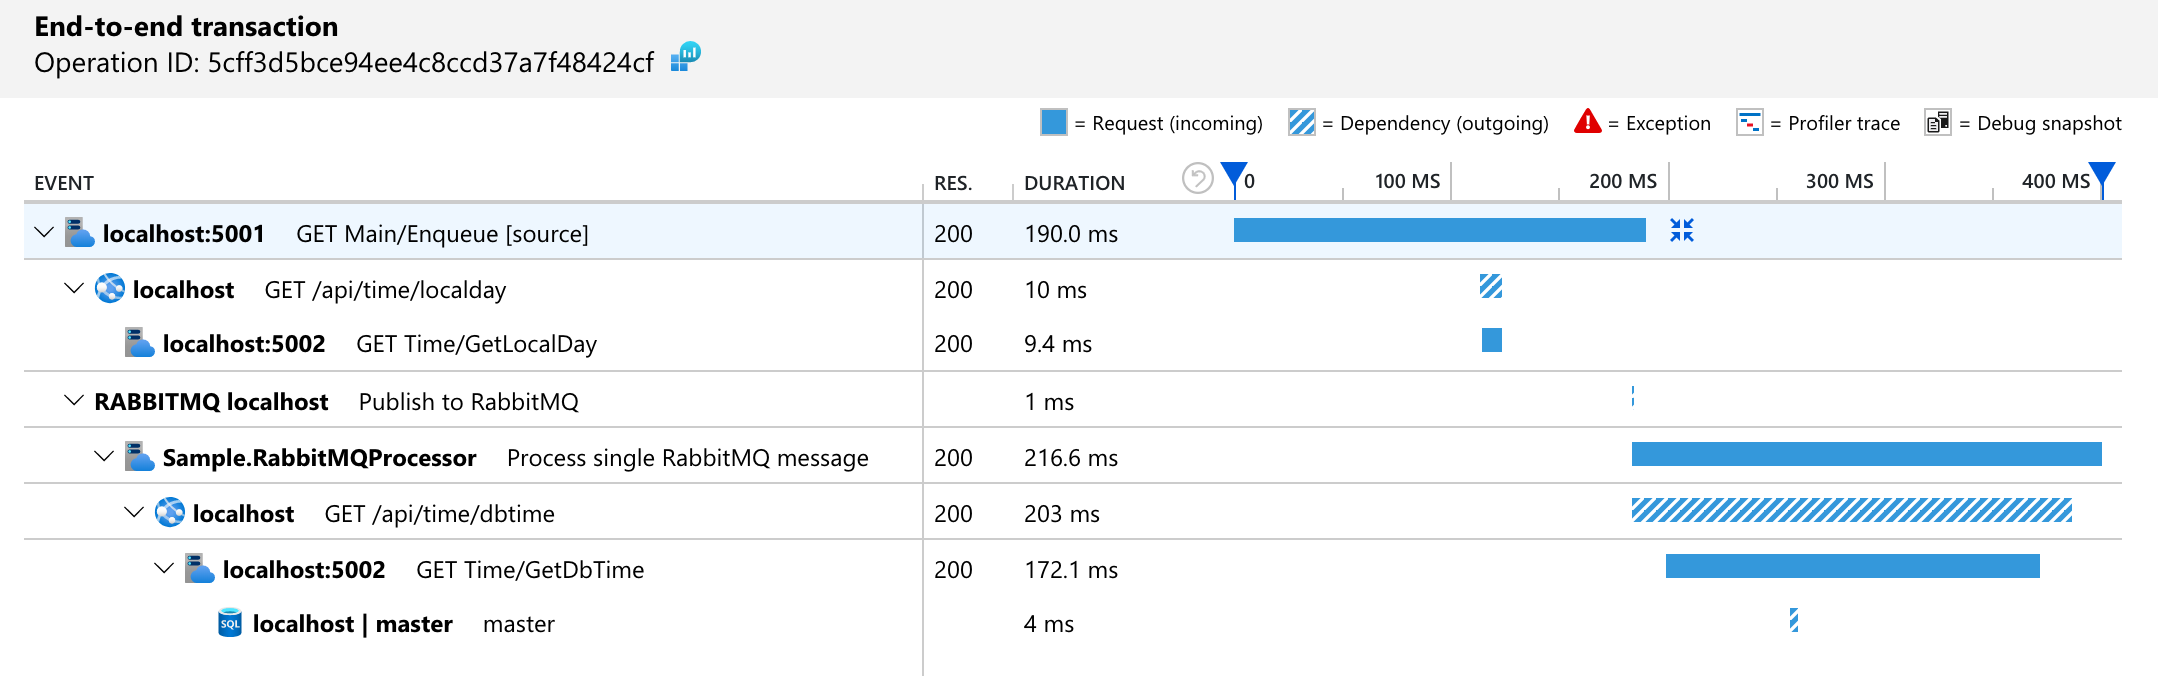 End-to-end transaction
Operation ID: 5cff3d5bce94ee4c8ccd37a7f48424cf
= Request (incoming) = Dependency (outgoing) = Exception = Profiler trace = Debug snapshot
EVENT RES. DURATION 0 100 MS 200 MS 300 MS 400 MS
localhost:5001 GET Main/Enqueue [source] 200 190.0 ms
localhost GET /api/time/localday 200 10 ms
localhost:5002 GET Time/GetLocalDay 200 9.4 ms
RABBITMQ localhost Publish to RabbitMQ 1 ms
Sample.RabbitMQProcessor Process single RabbitMQ message 200 216.6 ms
localhost GET /api/time/dbtime 200 203 ms
localhost:5002 GET Time/GetDbTime 200 172.1 ms
SQL localhost | master master 4 ms